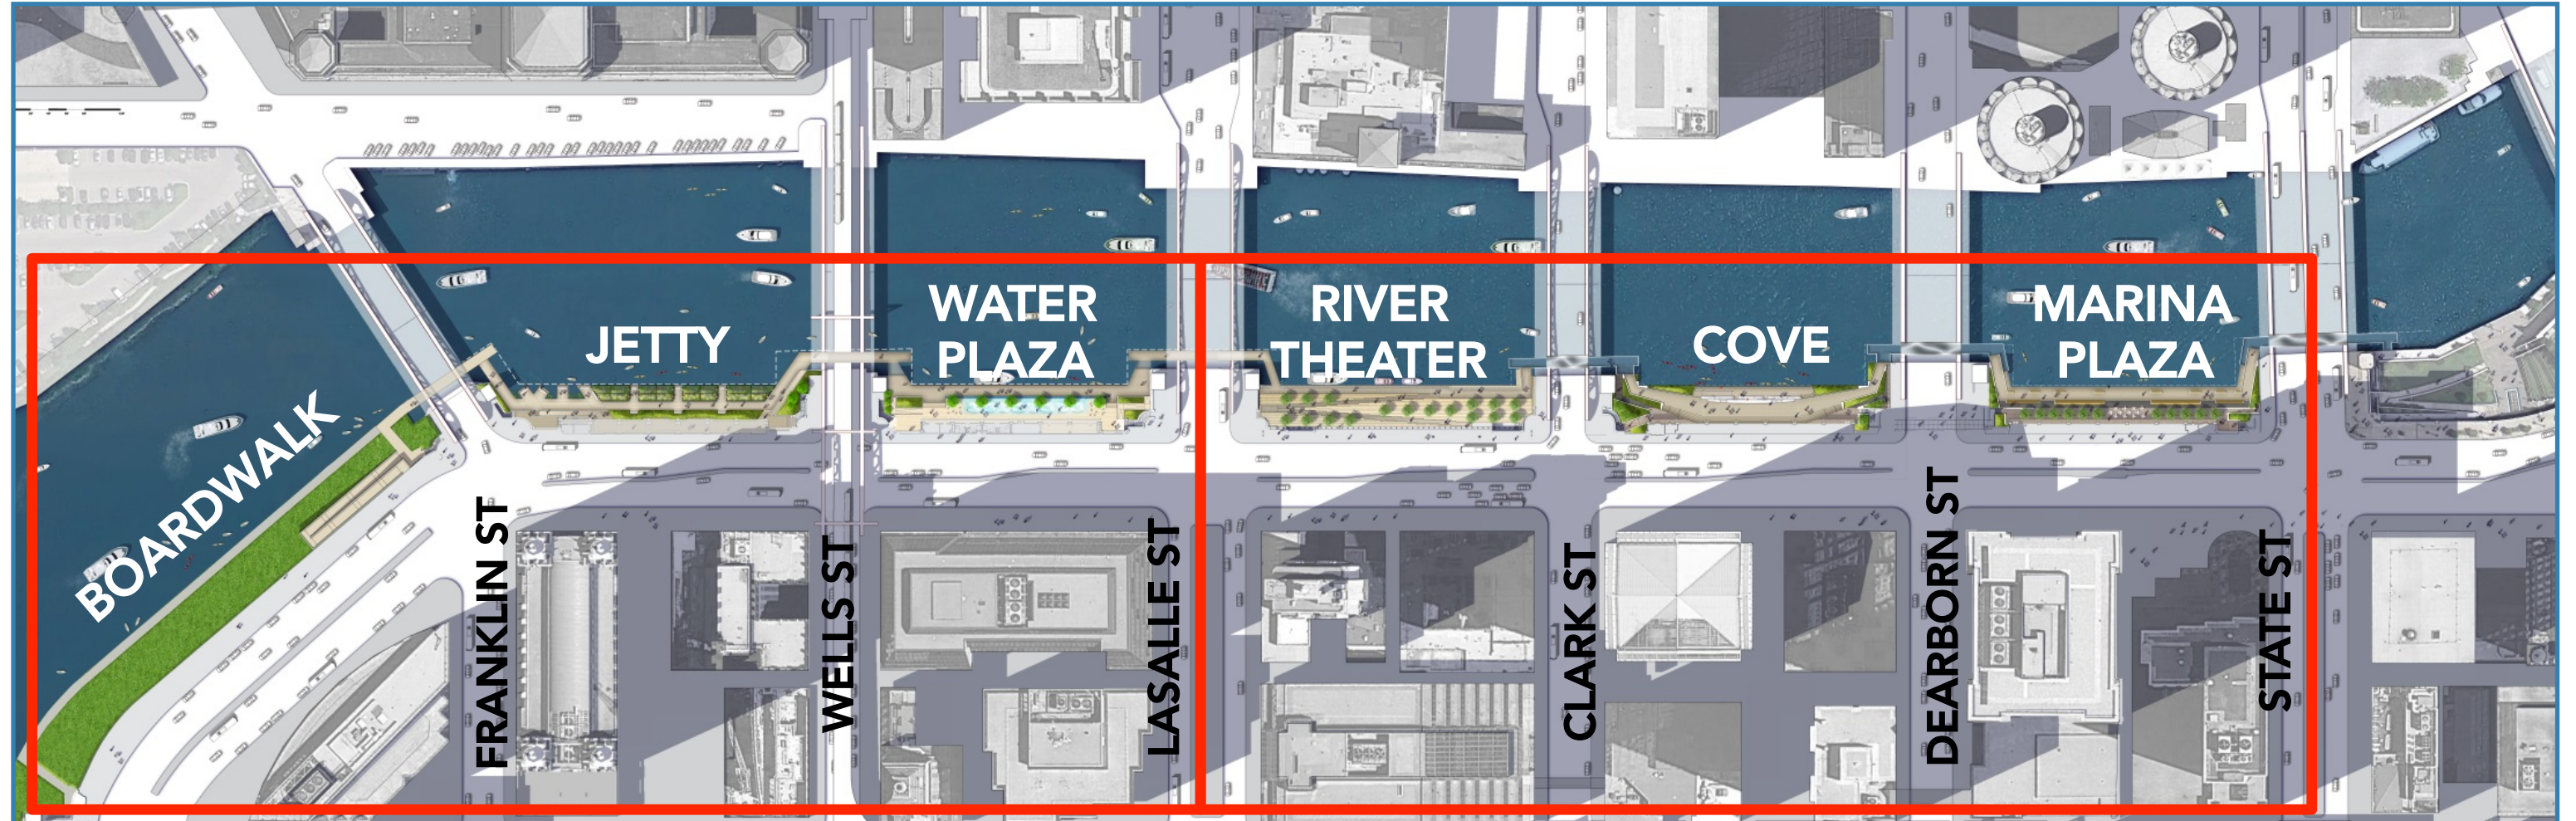 BOARDWALK
JETTY
WATER
PLAZA
RIVER
THEATER
COVE
MARINA
PLAZA
FRANKLIN ST
WELLS ST
LASALLE ST
CLARK ST
DEARBORN ST
STATE ST